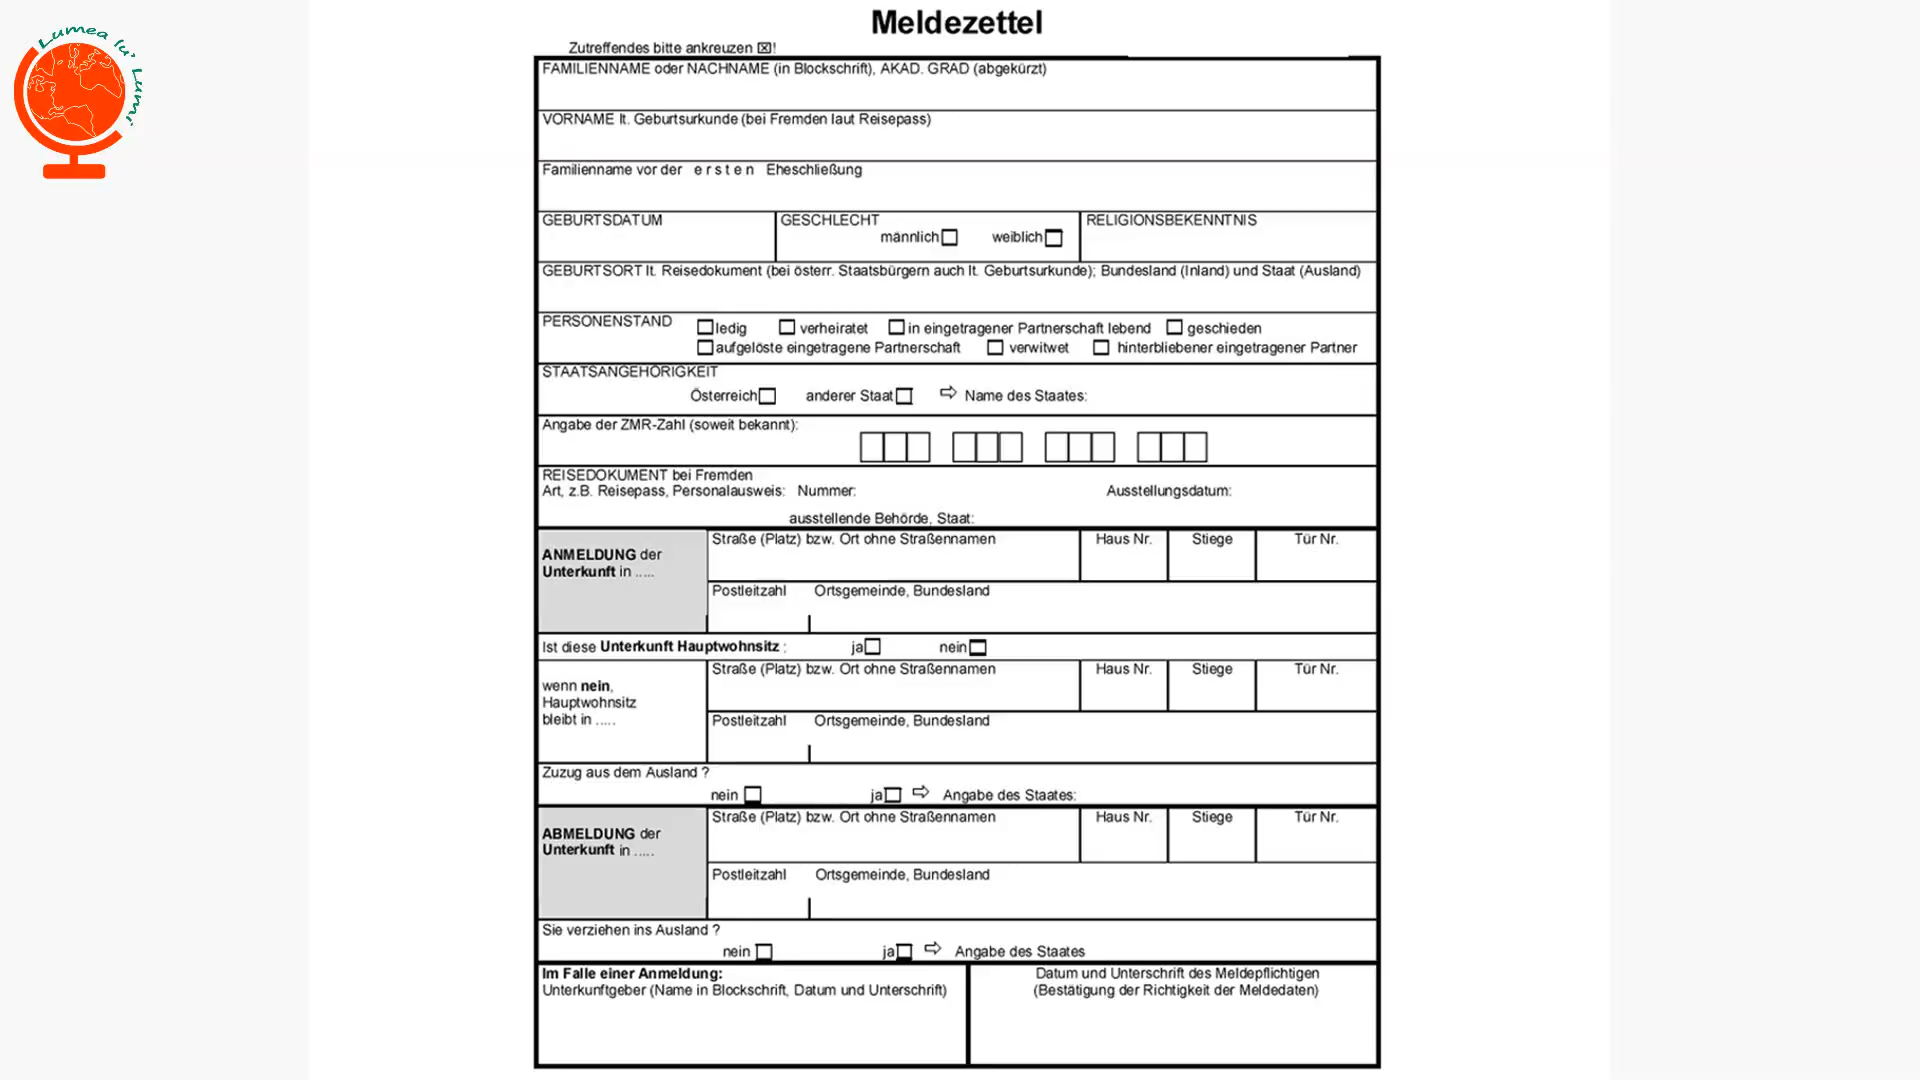 Lumea lu' Lumi
Meldezettel
Zutreffendes bitte ankreuzen ☒!
FAMILIENNAME oder NACHNAME (in Blockschrift), AKAD. GRAD (abgekürzt)
VORNAME lt. Geburtsurkunde (bei Fremden laut Reisepass)
Familienname vor der e r s t e n Eheschließung
GEBURTSDATUM GESCHLECHT RELIGIONSBEKENNTNIS
männlich☐ weiblich☐
GEBURTSORT lt. Reisedokument (bei österr. Staatsbürgern auch lt. Geburtsurkunde); Bundesland (Inland) und Staat (Ausland)
PERSONENSTAND ☐ledig ☐ verheiratet ☐ in eingetragener Partnerschaft lebend ☐ geschieden
☐aufgelöste eingetragene Partnerschaft ☐ verwitwet ☐ hinterbliebener eingetragener Partner
STAATSANGEHÖRIGKEIT
Österreich☐ anderer Staat☐ ⇨ Name des Staates:
Angabe der ZMR-Zahl (soweit bekannt):
REISEDOKUMENT bei Fremden
Art, z.B. Reisepass, Personalausweis: Nummer: Ausstellungsdatum:
ausstellende Behörde, Staat:
ANMELDUNG der
Unterkunft in .....
Straße (Platz) bzw. Ort ohne Straßennamen Haus Nr. Stiege Tür Nr.
Postleitzahl Ortsgemeinde, Bundesland
Ist diese Unterkunft Hauptwohnsitz : ja☐ nein☐
wenn nein,
Hauptwohnsitz
bleibt in .....
Straße (Platz) bzw. Ort ohne Straßennamen Haus Nr. Stiege Tür Nr.
Postleitzahl Ortsgemeinde, Bundesland
Zuzug aus dem Ausland ?
nein ☐ ja☐ ⇨ Angabe des Staates:
ABMELDUNG der
Unterkunft in .....
Straße (Platz) bzw. Ort ohne Straßennamen Haus Nr. Stiege Tür Nr.
Postleitzahl Ortsgemeinde, Bundesland
Sie verziehen ins Ausland ?
nein ☐ ja☐ ⇨ Angabe des Staates
Im Falle einer Anmeldung:
Unterkunftgeber (Name in Blockschrift, Datum und Unterschrift)
Datum und Unterschrift des Meldepflichtigen
(Bestätigung der Richtigkeit der Meldedaten)